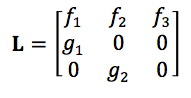 L = [f₁ f₂ f₃
g₁ 0 0
0 g₂ 0]